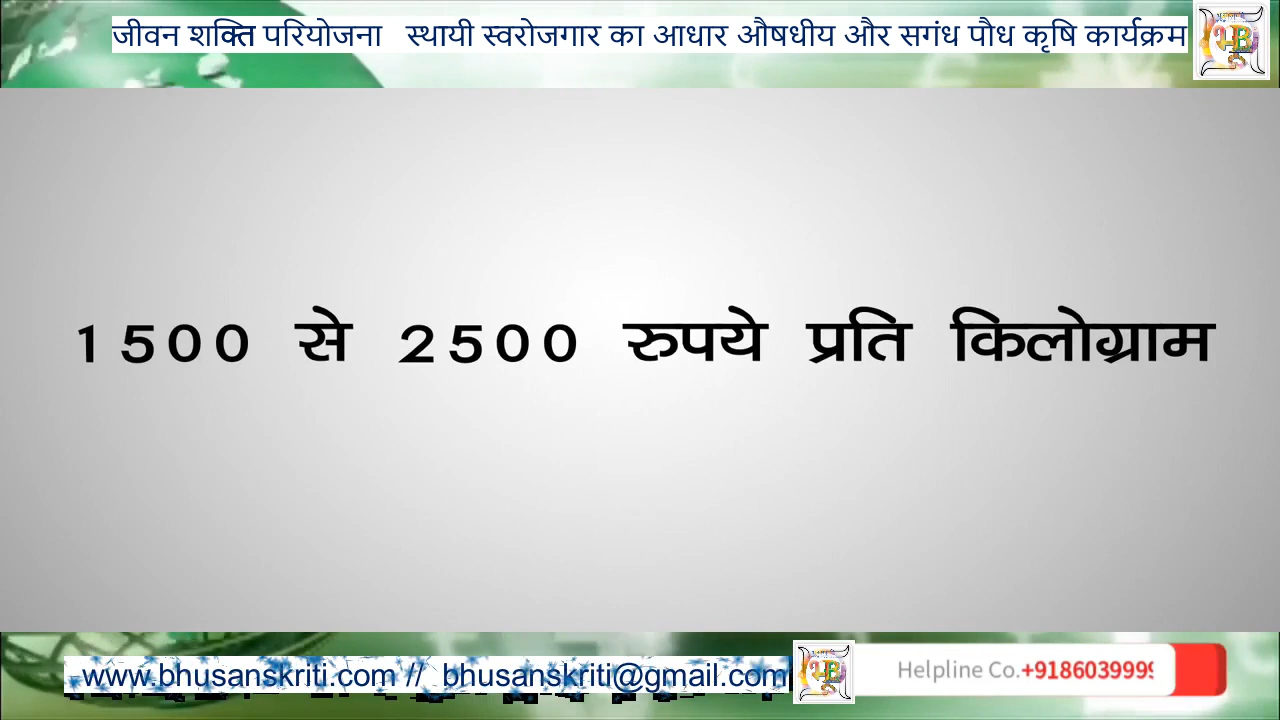 जीवन शक्ति परियोजना स्थायी स्वरोजगार का आधार औषधीय और सगंध पौध कृषि कार्यक्रम
1500 से 2500 रुपये प्रति किलोग्राम
www.bhusanskriti.com // bhusanskriti@gmail.com
Helpline Co.+9186039999